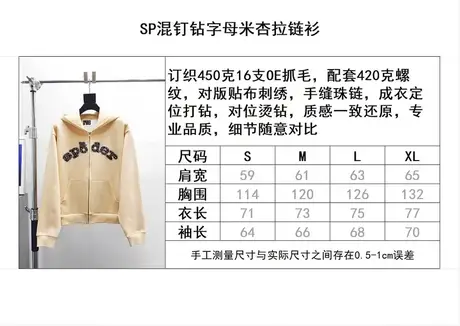 SP混钉钻字母米杏拉链衫
订织450克16支OE抓毛，配套420克螺
纹，对版贴布刺绣，手缝珠链，成衣定
位打钻，对位烫钻，质感一致还原，专
业品质，细节随意对比
sp5der
尺码 S M L XL
肩宽 59 61 63 65
胸围 114 120 126 132
衣长 71 73 75 77
袖长 64 66 68 70
手工测量尺寸与实际尺寸之间存在0.5-1cm误差